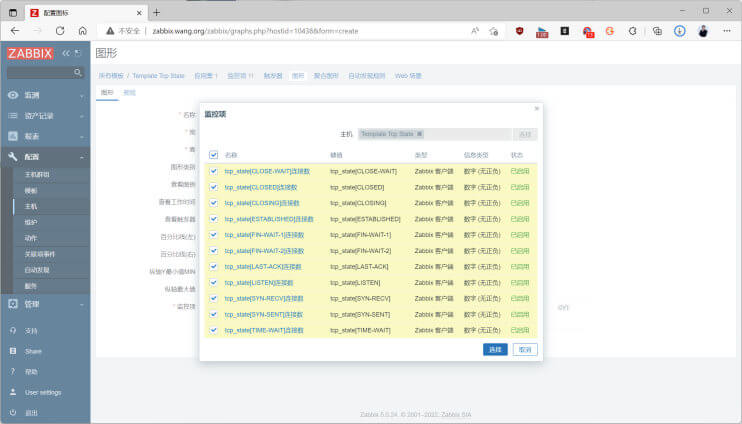 配置图形
不安全 | zabbix.wang.org/zabbix/graphs.php?hostid=10438&form=create
ZABBIX
图形
所有模板 / Template Tcp State 应用集 1 监控项 11 触发器 图形 聚合图形 自动发现规则 Web 场景
图形 预览
监测
资产记录
报表
配置
主机群组
模板
主机
维护
动作
关联项事件
自动发现
服务
管理
支持
Share
帮助
User settings
退出
* 名称
* 宽
* 高
图形类别
查看图例
查看工作时间
查看触发器
百分比线(左)
百分比线(右)
纵轴Y最小值MIN
纵轴最大值
* 监控项
动作
监控项
主机 Template Tcp State 选择
名称 键值 类型 信息类型 状态
tcp_state[CLOSE-WAIT]连接数 tcp_state[CLOSE-WAIT] Zabbix 客户端 数字 (无正负) 已启用
tcp_state[CLOSED]连接数 tcp_state[CLOSED] Zabbix 客户端 数字 (无正负) 已启用
tcp_state[CLOSING]连接数 tcp_state[CLOSING] Zabbix 客户端 数字 (无正负) 已启用
tcp_state[ESTABLISHED]连接数 tcp_state[ESTABLISHED] Zabbix 客户端 数字 (无正负) 已启用
tcp_state[FIN-WAIT-1]连接数 tcp_state[FIN-WAIT-1] Zabbix 客户端 数字 (无正负) 已启用
tcp_state[FIN-WAIT-2]连接数 tcp_state[FIN-WAIT-2] Zabbix 客户端 数字 (无正负) 已启用
tcp_state[LAST-ACK]连接数 tcp_state[LAST-ACK] Zabbix 客户端 数字 (无正负) 已启用
tcp_state[LISTEN]连接数 tcp_state[LISTEN] Zabbix 客户端 数字 (无正负) 已启用
tcp_state[SYN-RECV]连接数 tcp_state[SYN-RECV] Zabbix 客户端 数字 (无正负) 已启用
tcp_state[SYN-SENT]连接数 tcp_state[SYN-SENT] Zabbix 客户端 数字 (无正负) 已启用
tcp_state[TIME-WAIT]连接数 tcp_state[TIME-WAIT] Zabbix 客户端 数字 (无正负) 已启用
选择 取消
Zabbix 5.0.24. © 2001–2022, Zabbix SIA